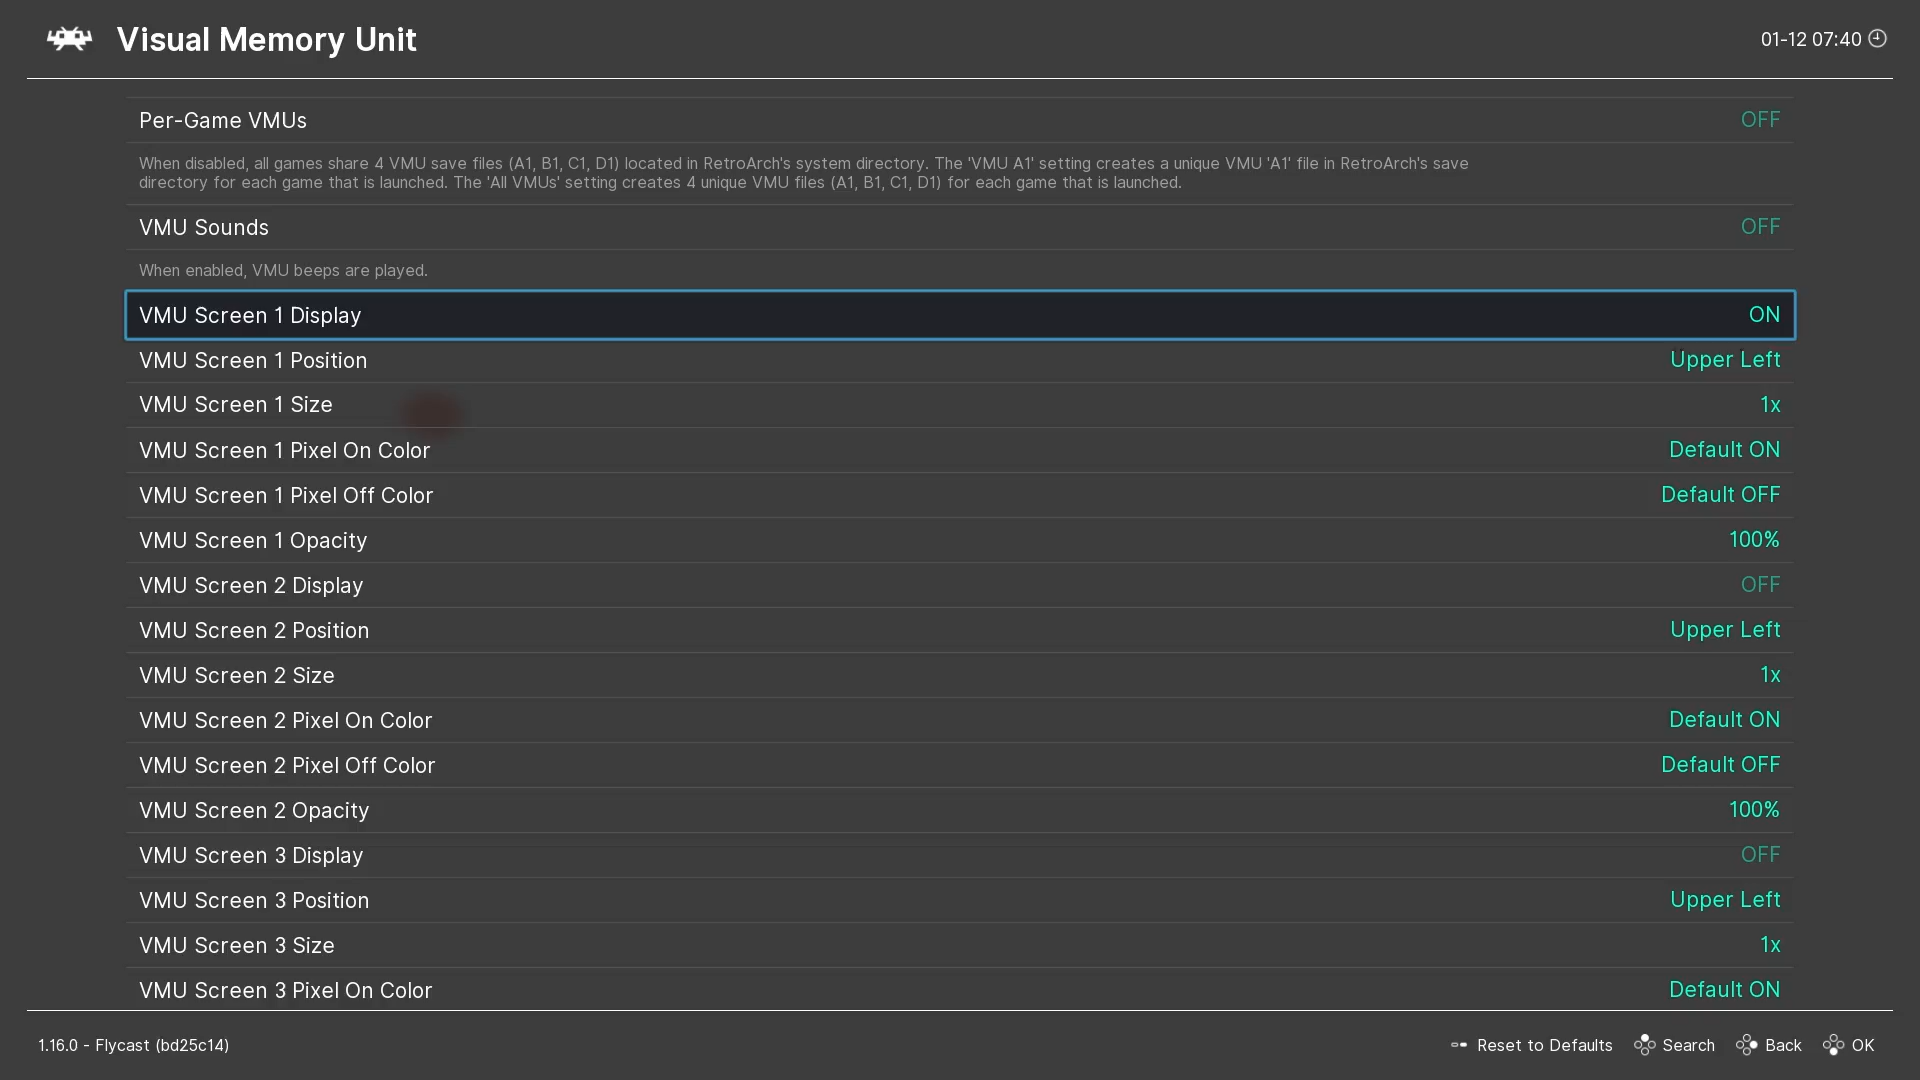 Visual Memory Unit
01-12 07:40
Per-Game VMUs OFF
When disabled, all games share 4 VMU save files (A1, B1, C1, D1) located in RetroArch's system directory. The 'VMU A1' setting creates a unique VMU 'A1' file in RetroArch's save
directory for each game that is launched. The 'All VMUs' setting creates 4 unique VMU files (A1, B1, C1, D1) for each game that is launched.
VMU Sounds OFF
When enabled, VMU beeps are played.
VMU Screen 1 Display ON
VMU Screen 1 Position Upper Left
VMU Screen 1 Size 1x
VMU Screen 1 Pixel On Color Default ON
VMU Screen 1 Pixel Off Color Default OFF
VMU Screen 1 Opacity 100%
VMU Screen 2 Display OFF
VMU Screen 2 Position Upper Left
VMU Screen 2 Size 1x
VMU Screen 2 Pixel On Color Default ON
VMU Screen 2 Pixel Off Color Default OFF
VMU Screen 2 Opacity 100%
VMU Screen 3 Display OFF
VMU Screen 3 Position Upper Left
VMU Screen 3 Size 1x
VMU Screen 3 Pixel On Color Default ON
1.16.0 - Flycast (bd25c14)
Reset to Defaults Search Back OK